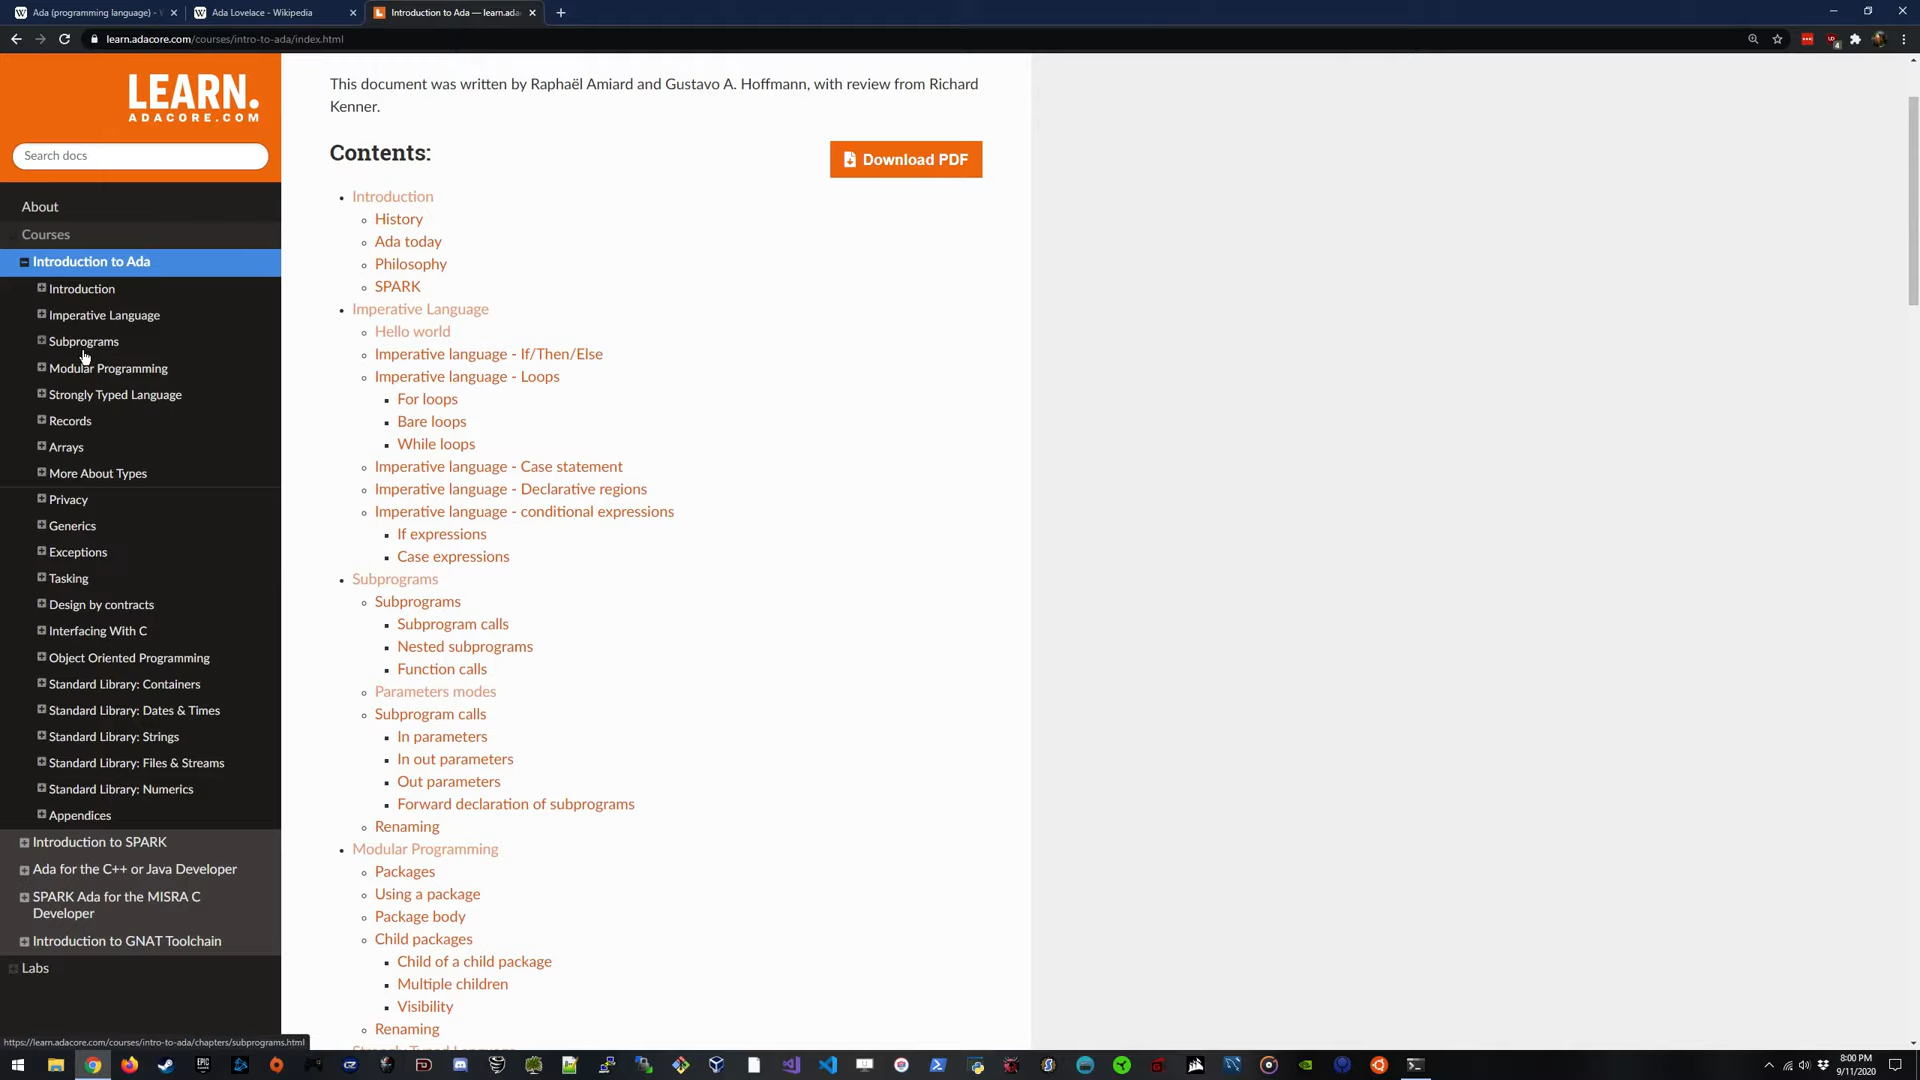 Ada (programming language) -
Ada Lovelace - Wikipedia
Introduction to Ada — learn.ada
learn.adacore.com/courses/intro-to-ada/index.html
LEARN.
ADACORE.COM
Search docs
About
Courses
Introduction to Ada
Introduction
Imperative Language
Subprograms
Modular Programming
Strongly Typed Language
Records
Arrays
More About Types
Privacy
Generics
Exceptions
Tasking
Design by contracts
Interfacing With C
Object Oriented Programming
Standard Library: Containers
Standard Library: Dates & Times
Standard Library: Strings
Standard Library: Files & Streams
Standard Library: Numerics
Appendices
Introduction to SPARK
Ada for the C++ or Java Developer
SPARK Ada for the MISRA C
Developer
Introduction to GNAT Toolchain
Labs
This document was written by Raphaël Amiard and Gustavo A. Hoffmann, with review from Richard
Kenner.
Contents:
Download PDF
Introduction
History
Ada today
Philosophy
SPARK
Imperative Language
Hello world
Imperative language - If/Then/Else
Imperative language - Loops
For loops
Bare loops
While loops
Imperative language - Case statement
Imperative language - Declarative regions
Imperative language - conditional expressions
If expressions
Case expressions
Subprograms
Subprograms
Subprogram calls
Nested subprograms
Function calls
Parameters modes
Subprogram calls
In parameters
In out parameters
Out parameters
Forward declaration of subprograms
Renaming
Modular Programming
Packages
Using a package
Package body
Child packages
Child of a child package
Multiple children
Visibility
Renaming
Strongly Typed Language
https://learn.adacore.com/courses/intro-to-ada/chapters/subprograms.html
8:00 PM
9/11/2020